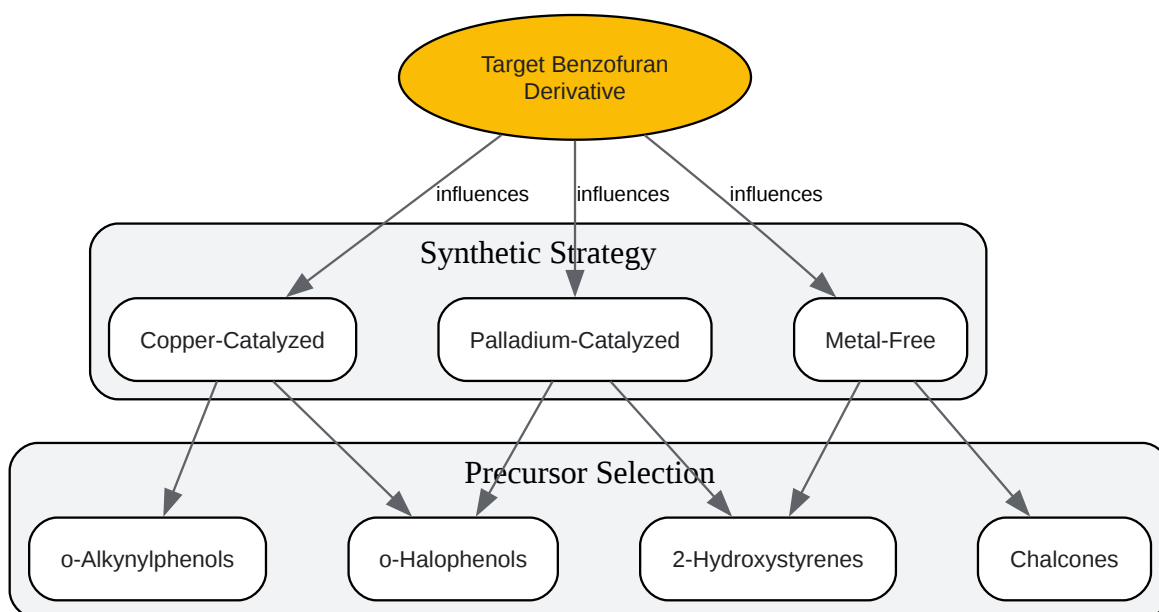 Target Benzofuran
Derivative
influences
influences
influences
Synthetic Strategy
Copper-Catalyzed
Palladium-Catalyzed
Metal-Free
Precursor Selection
o-Alkynylphenols
o-Halophenols
2-Hydroxystyrenes
Chalcones